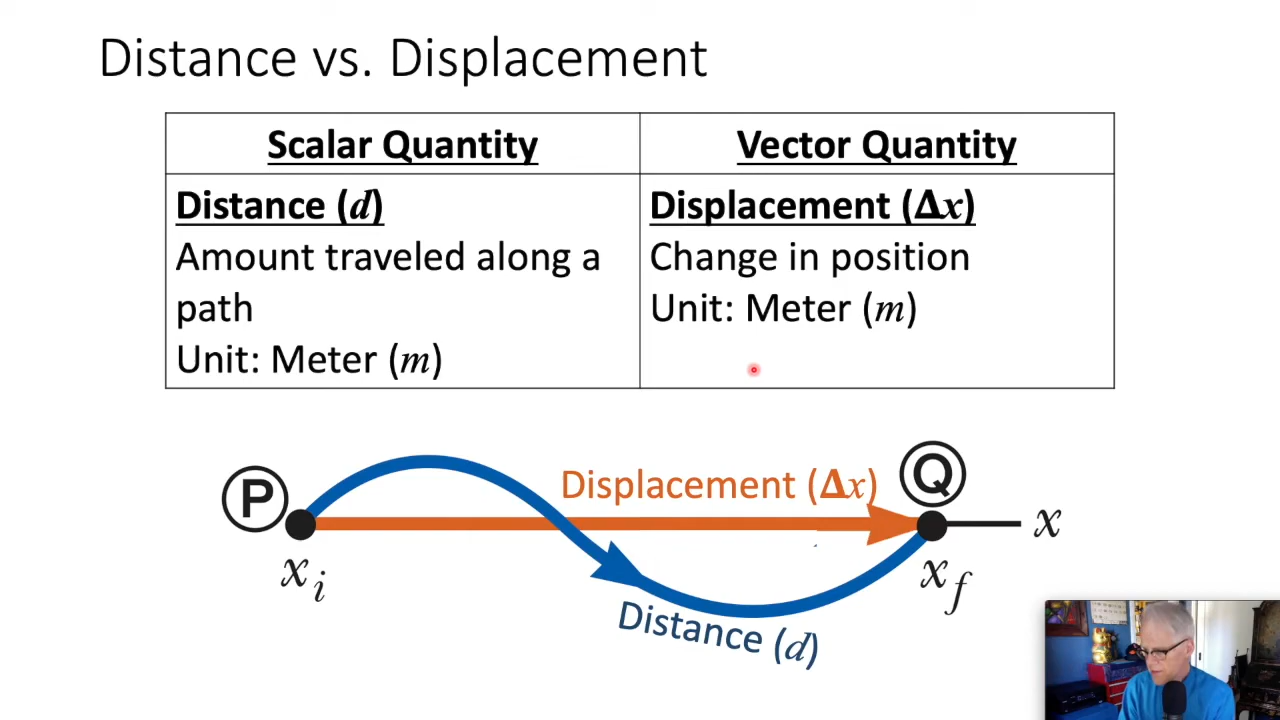 Distance vs. Displacement
Scalar Quantity
Vector Quantity
Distance (d)
Amount traveled along a
path
Unit: Meter (m)
Displacement (Δx)
Change in position
Unit: Meter (m)
P
Displacement (Δx)
Q
x
xi
xf
Distance (d)